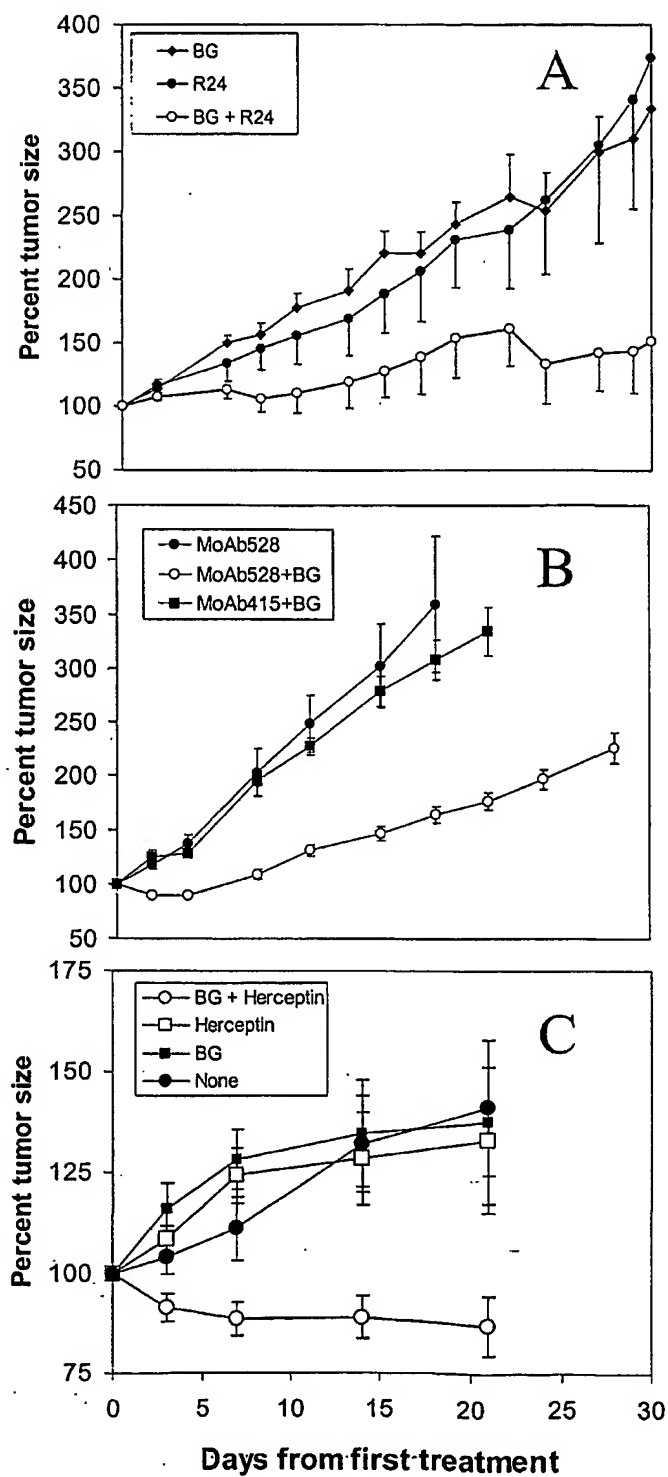 400
350
300
250
200
150
100
50
Percent tumor size
BG
R24
BG + R24
A
450
400
350
300
250
200
150
100
50
Percent tumor size
MoAb528
MoAb528+BG
MoAb415+BG
B
175
150
125
100
75
Percent tumor size
BG + Herceptin
Herceptin
BG
None
C
0 5 10 15 20 25 30
Days from first treatment